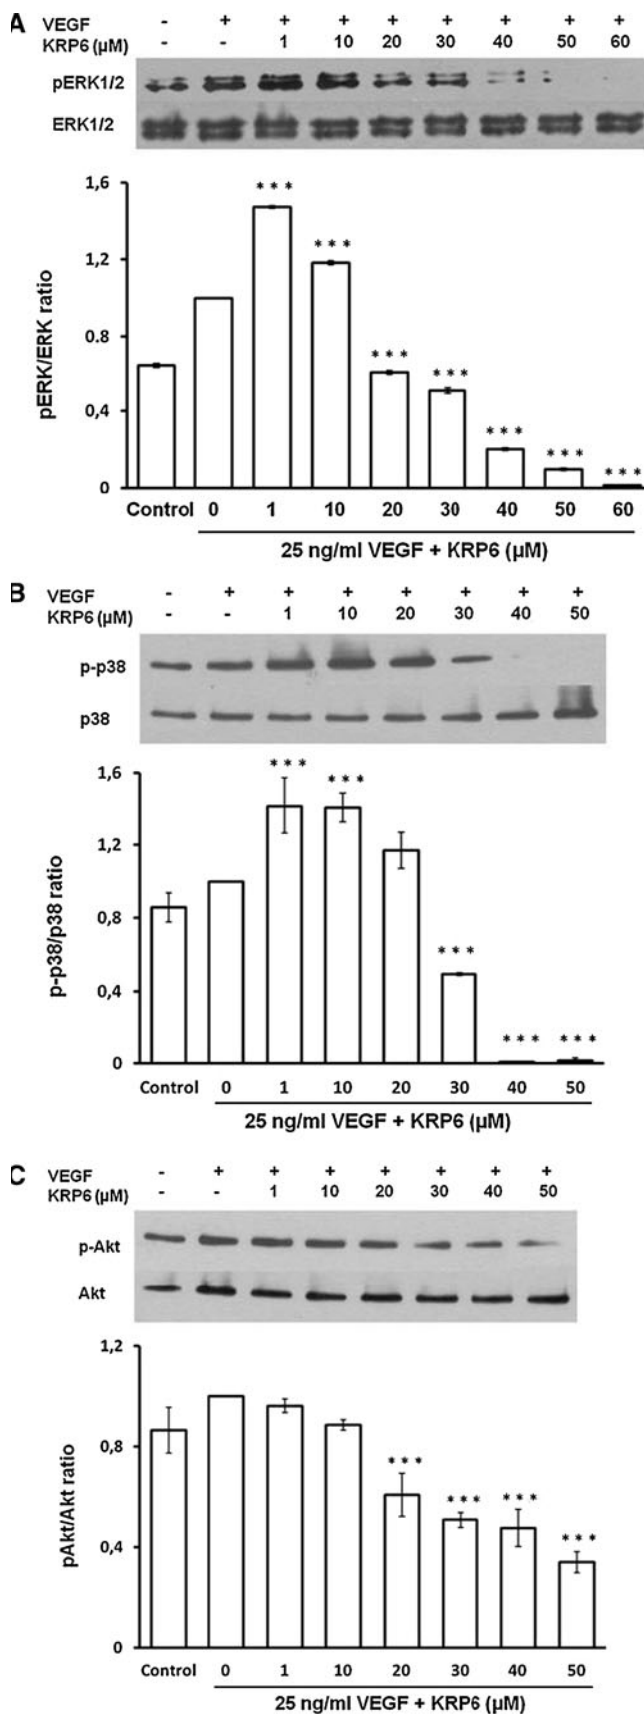 A
VEGF - + + + + + + + +
KRP6 (μM) - - 1 10 20 30 40 50 60
pERK1/2
ERK1/2
pERK/ERK ratio
1,6
1,2
0.8
0,4
0
*** *** *** *** *** *** ***
Control 0 1 10 20 30 40 50 60
25 ng/ml VEGF + KRP6 (μM)
B
VEGF - + + + + + + +
KRP6 (μM) - - 1 10 20 30 40 50
p-p38
p38
p-p38/p38 ratio
1,6
1,2
0,8
0,4
0
*** *** *** *** ***
Control 0 1 10 20 30 40 50
25 ng/ml VEGF + KRP6 (μM)
C
VEGF - + + + + + + +
KRP6 (μM) - - 1 10 20 30 40 50
p-Akt
Akt
pAkt/Akt ratio
1,2
0,8
0,4
0
*** *** *** ***
Control 0 1 10 20 30 40 50
25 ng/ml VEGF + KRP6 (μM)